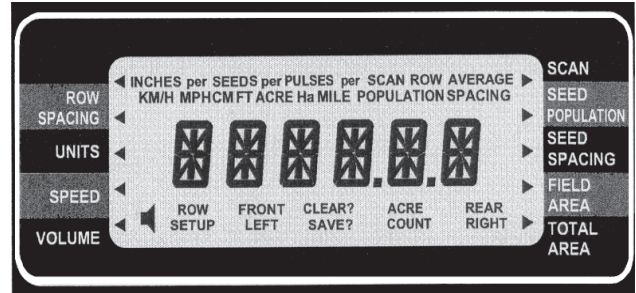 INCHES per SEEDS per PULSES per SCAN ROW AVERAGE
KM/H MPH CM FT ACRE Ha MILE POPULATION SPACING
ROW
SPACING
UNITS
SPEED
VOLUME
ROW FRONT CLEAR? ACRE REAR
SETUP LEFT SAVE? COUNT RIGHT
SCAN
SEED
POPULATION
SEED
SPACING
FIELD
AREA
TOTAL
AREA